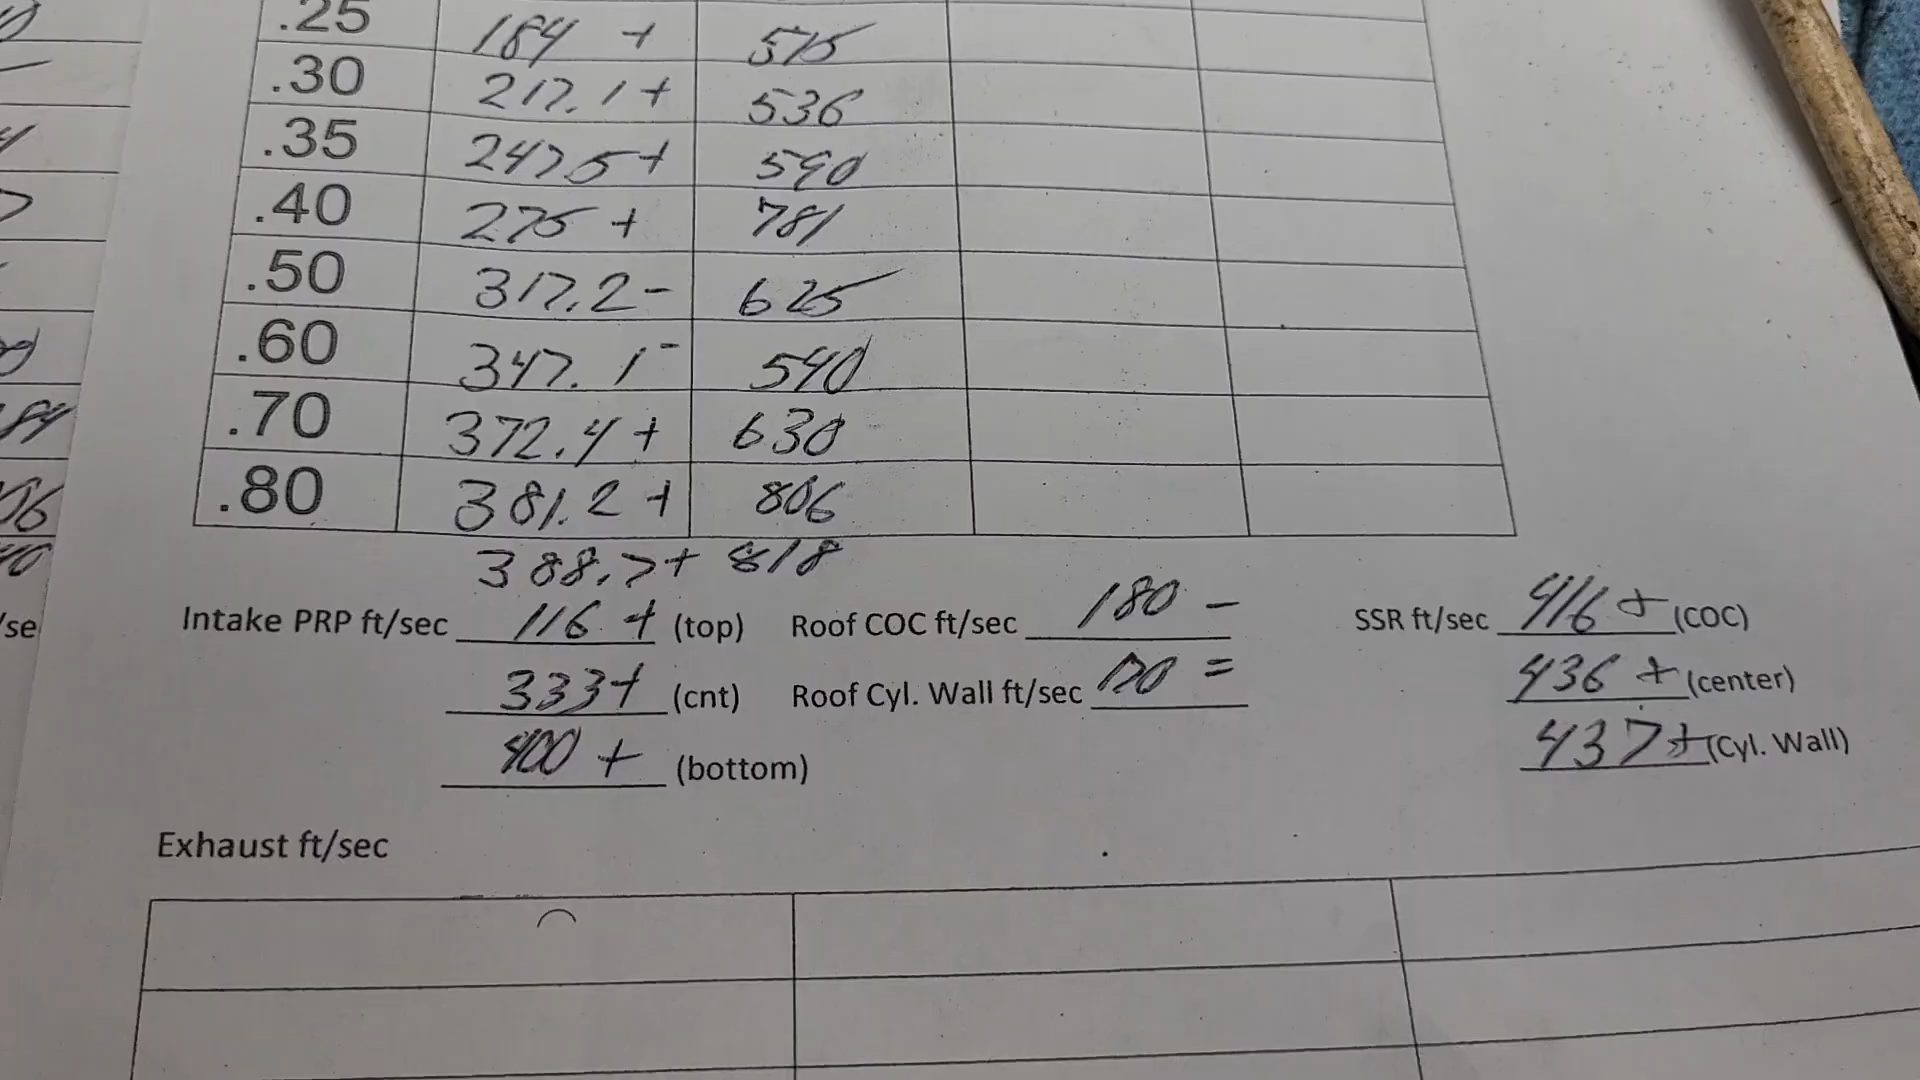 .25 184 + 515
.30 217.1 + 536
.35 247.5 + 590
.40 275 + 781
.50 317.2 - 625
.60 347.1 - 540
.70 372.4 + 630
.80 381.2 + 806
388.7+ 818
Intake PRP ft/sec 116 + (top) Roof COC ft/sec 180 - SSR ft/sec 416 + (COC)
333+ (cnt) Roof Cyl. Wall ft/sec 170 = 436 + (center)
400 + (bottom) 437+ (Cyl. Wall)
Exhaust ft/sec